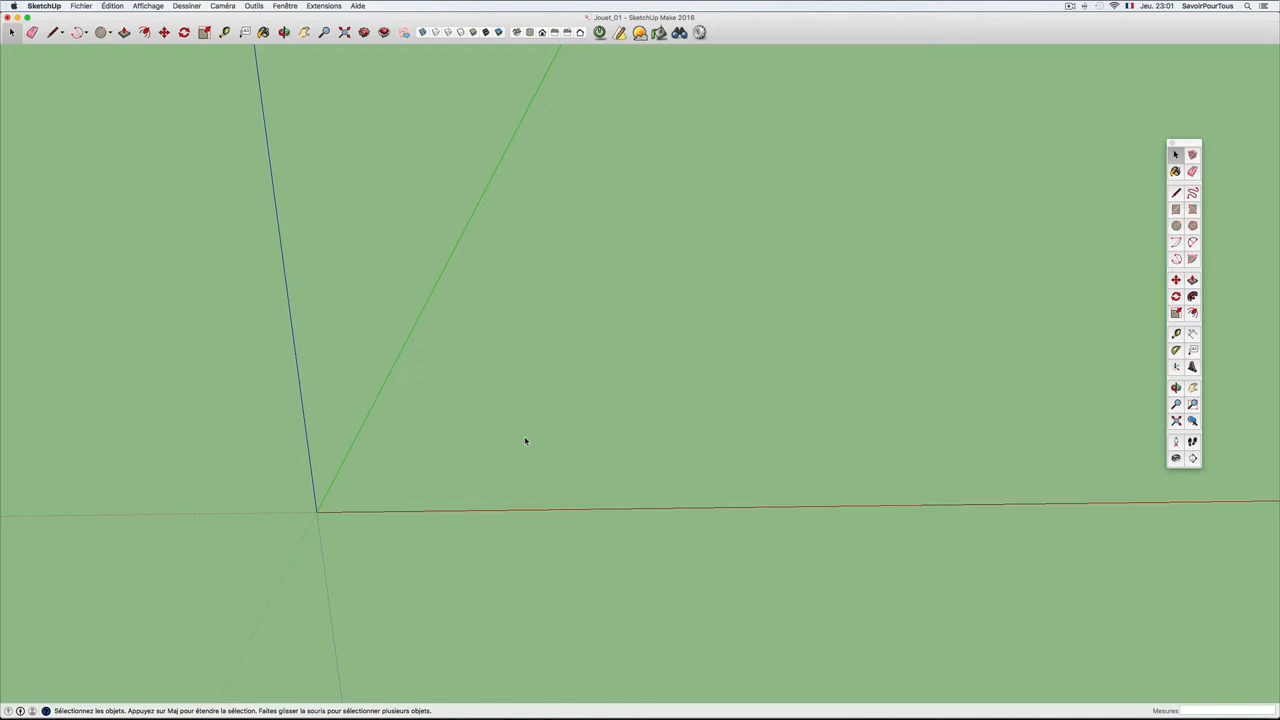 SketchUp Fichier Édition Affichage Dessiner Caméra Outils Fenêtre Extensions Aide Jeu. 23:01 SavoirPourTous
Jouet_01 - SketchUp Make 2016
Sélectionnez les objets. Appuyez sur Maj pour étendre la sélection. Faites glisser la souris pour sélectionner plusieurs objets. Mesures